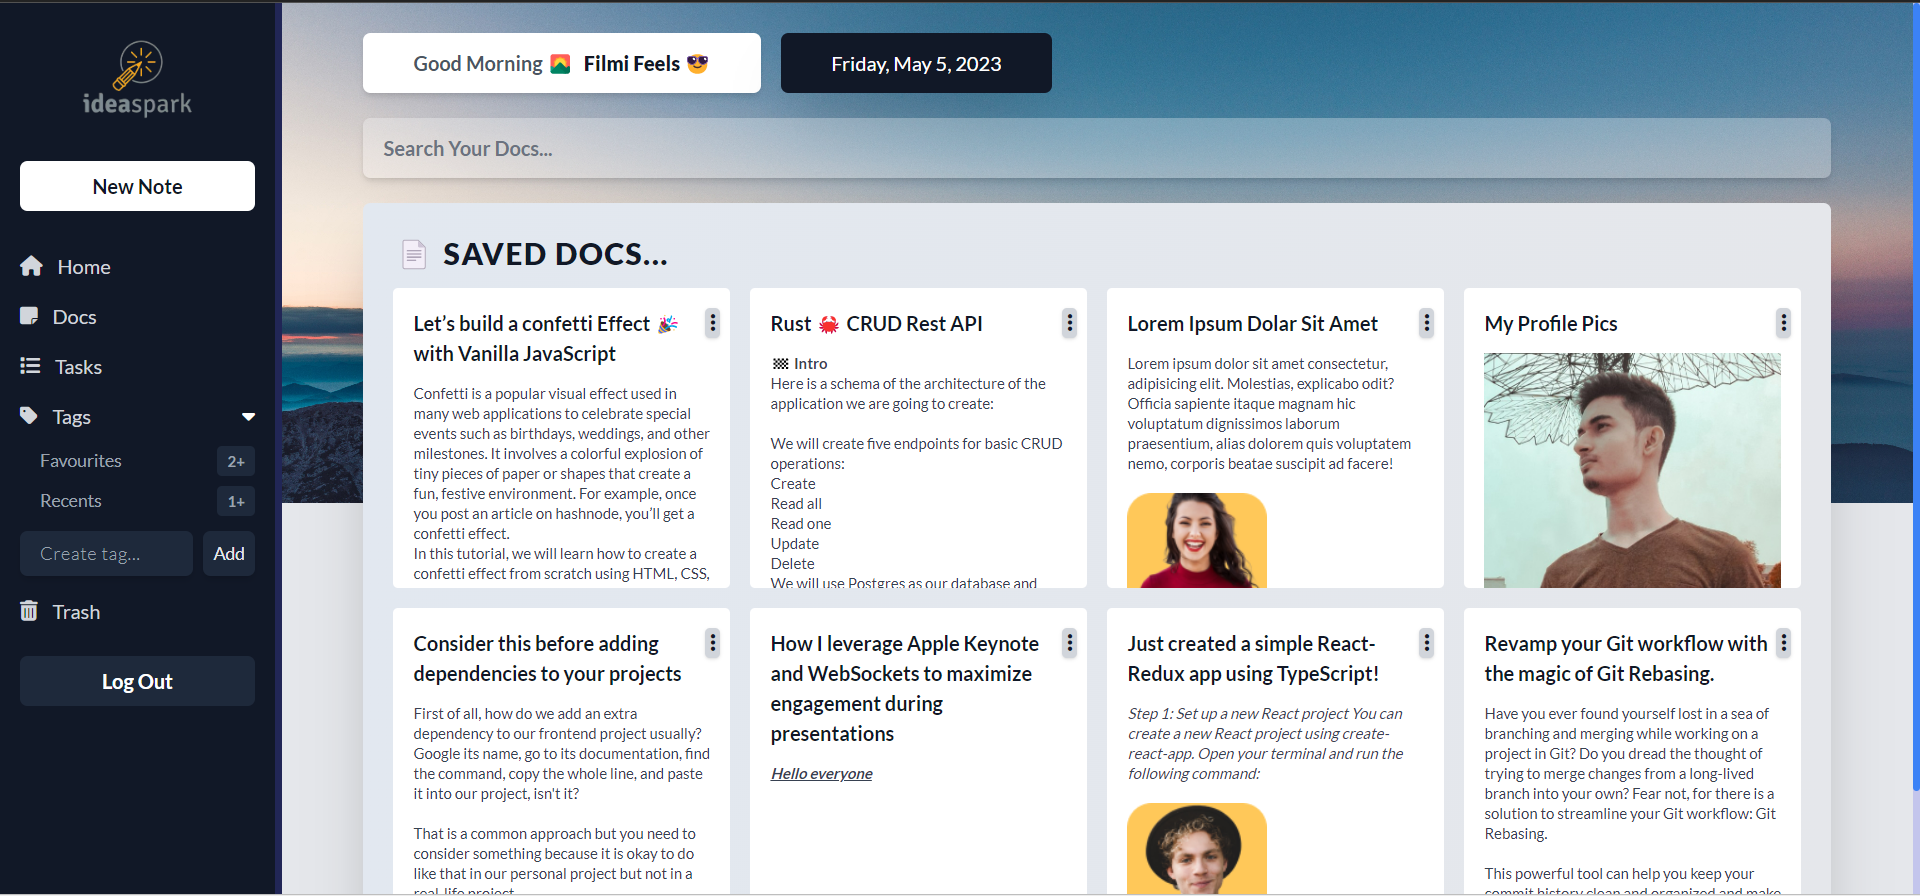 ideaspark
New Note
Home
Docs
Tasks
Tags
Favourites 2+
Recents 1+
Create tag... Add
Trash
Log Out
Good Morning 🌄 Filmi Feels 😎
Friday, May 5, 2023
Search Your Docs...
SAVED DOCS...
Let’s build a confetti Effect 🎉
with Vanilla JavaScript
Confetti is a popular visual effect used in
many web applications to celebrate special
events such as birthdays, weddings, and other
milestones. It involves a colorful explosion of
tiny pieces of paper or shapes that create a
fun, festive environment. For example, once
you post an article on hashnode, you’ll get a
confetti effect.
In this tutorial, we will learn how to create a
confetti effect from scratch using HTML, CSS,
Rust 🦀 CRUD Rest API
🏁 Intro
Here is a schema of the architecture of the
application we are going to create:
We will create five endpoints for basic CRUD
operations:
Create
Read all
Read one
Update
Delete
We will use Postgres as our database and
Lorem Ipsum Dolar Sit Amet
Lorem ipsum dolor sit amet consectetur,
adipisicing elit. Molestias, explicabo odit?
Officia sapiente itaque magnam hic
voluptatum dignissimos laborum
praesentium, alias dolorem quis voluptatem
nemo, corporis beatae suscipit ad facere!
My Profile Pics
Consider this before adding
dependencies to your projects
First of all, how do we add an extra
dependency to our frontend project usually?
Google its name, go to its documentation, find
the command, copy the whole line, and paste
it into our project, isn't it?
That is a common approach but you need to
consider something because it is okay to do
like that in our personal project but not in a
real-life project.
How I leverage Apple Keynote
and WebSockets to maximize
engagement during
presentations
Hello everyone
Just created a simple React-
Redux app using TypeScript!
Step 1: Set up a new React project You can
create a new React project using create-
react-app. Open your terminal and run the
following command:
Revamp your Git workflow with
the magic of Git Rebasing.
Have you ever found yourself lost in a sea of
branching and merging while working on a
project in Git? Do you dread the thought of
trying to merge changes from a long-lived
branch into your own? Fear not, for there is a
solution to streamline your Git workflow: Git
Rebasing.
This powerful tool can help you keep your
commit history clean and organized and make